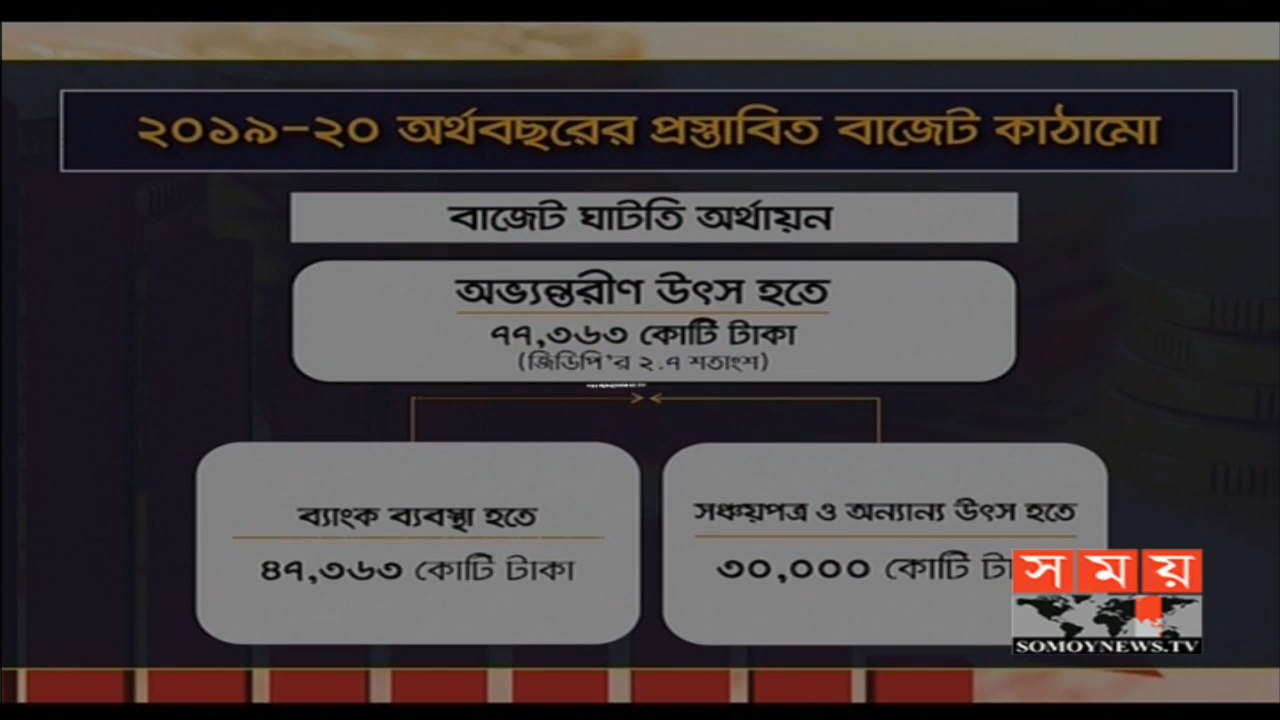 ২০১৯-২০ অর্থবছরের প্রস্তাবিত বাজেট কাঠামো
বাজেট ঘাটতি অর্থায়ন
অভ্যন্তরীণ উৎস হতে
৭৭,৩৬৩ কোটি টাকা
(জিডিপি'র ২.৭ শতাংশ)
ব্যাংক ব্যবস্থা হতে
৪৭,৩৬৩ কোটি টাকা
সঞ্চয়পত্র ও অন্যান্য উৎস হতে
৩০,০০০ কোটি
সময়
SOMOYNEWS.TV